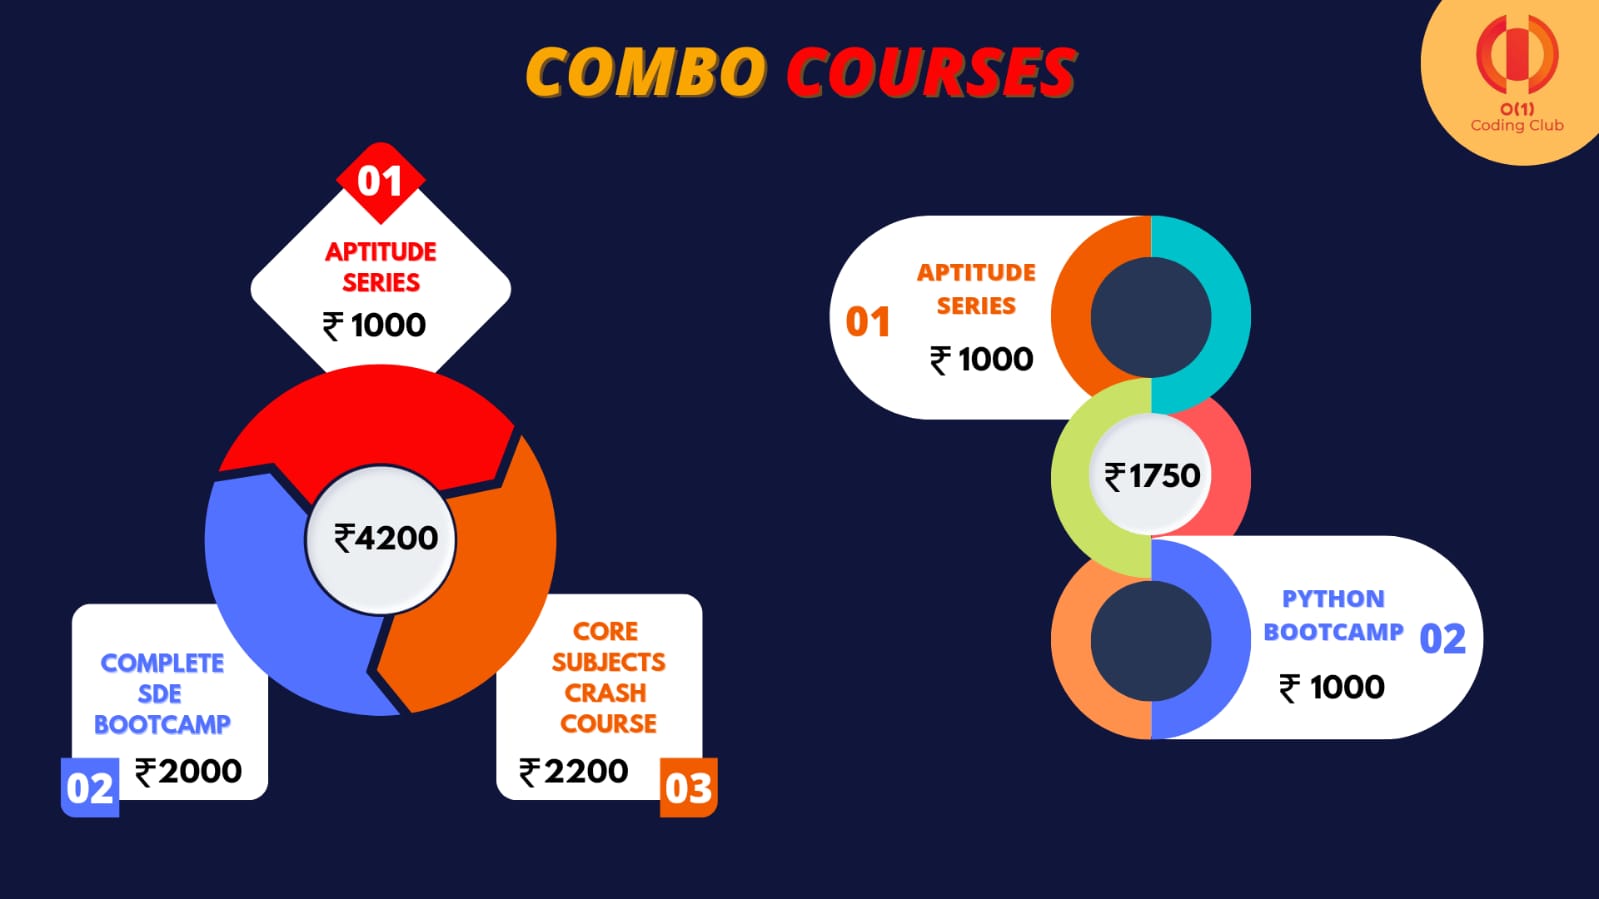 COMBO COURSES
O(1)
Coding Club
01
APTITUDE
SERIES
₹ 1000
₹4200
COMPLETE
SDE
BOOTCAMP
02
₹2000
CORE
SUBJECTS
CRASH
COURSE
₹2200
03
APTITUDE
SERIES
01
₹ 1000
₹1750
PYTHON
BOOTCAMP
02
₹ 1000